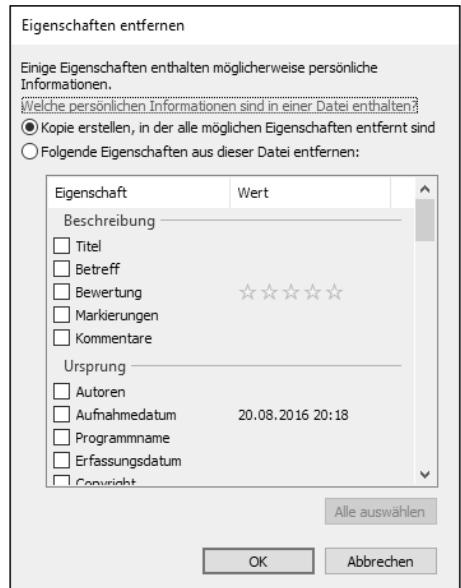 Eigenschaften entfernen
Einige Eigenschaften enthalten möglicherweise persönliche
Informationen.
Welche persönlichen Informationen sind in einer Datei enthalten?
Kopie erstellen, in der alle möglichen Eigenschaften entfernt sind
Folgende Eigenschaften aus dieser Datei entfernen:
Eigenschaft Wert
Beschreibung
Titel
Betreff
Bewertung
Markierungen
Kommentare
Ursprung
Autoren
Aufnahmedatum 20.08.2016 20:18
Programmname
Erfassungsdatum
Copyright
Alle auswählen
OK Abbrechen